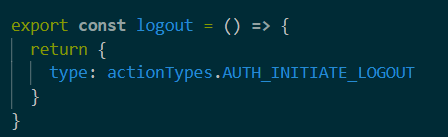 export const logout = () => {
  return {
    type: actionTypes.AUTH_INITIATE_LOGOUT
  }
}